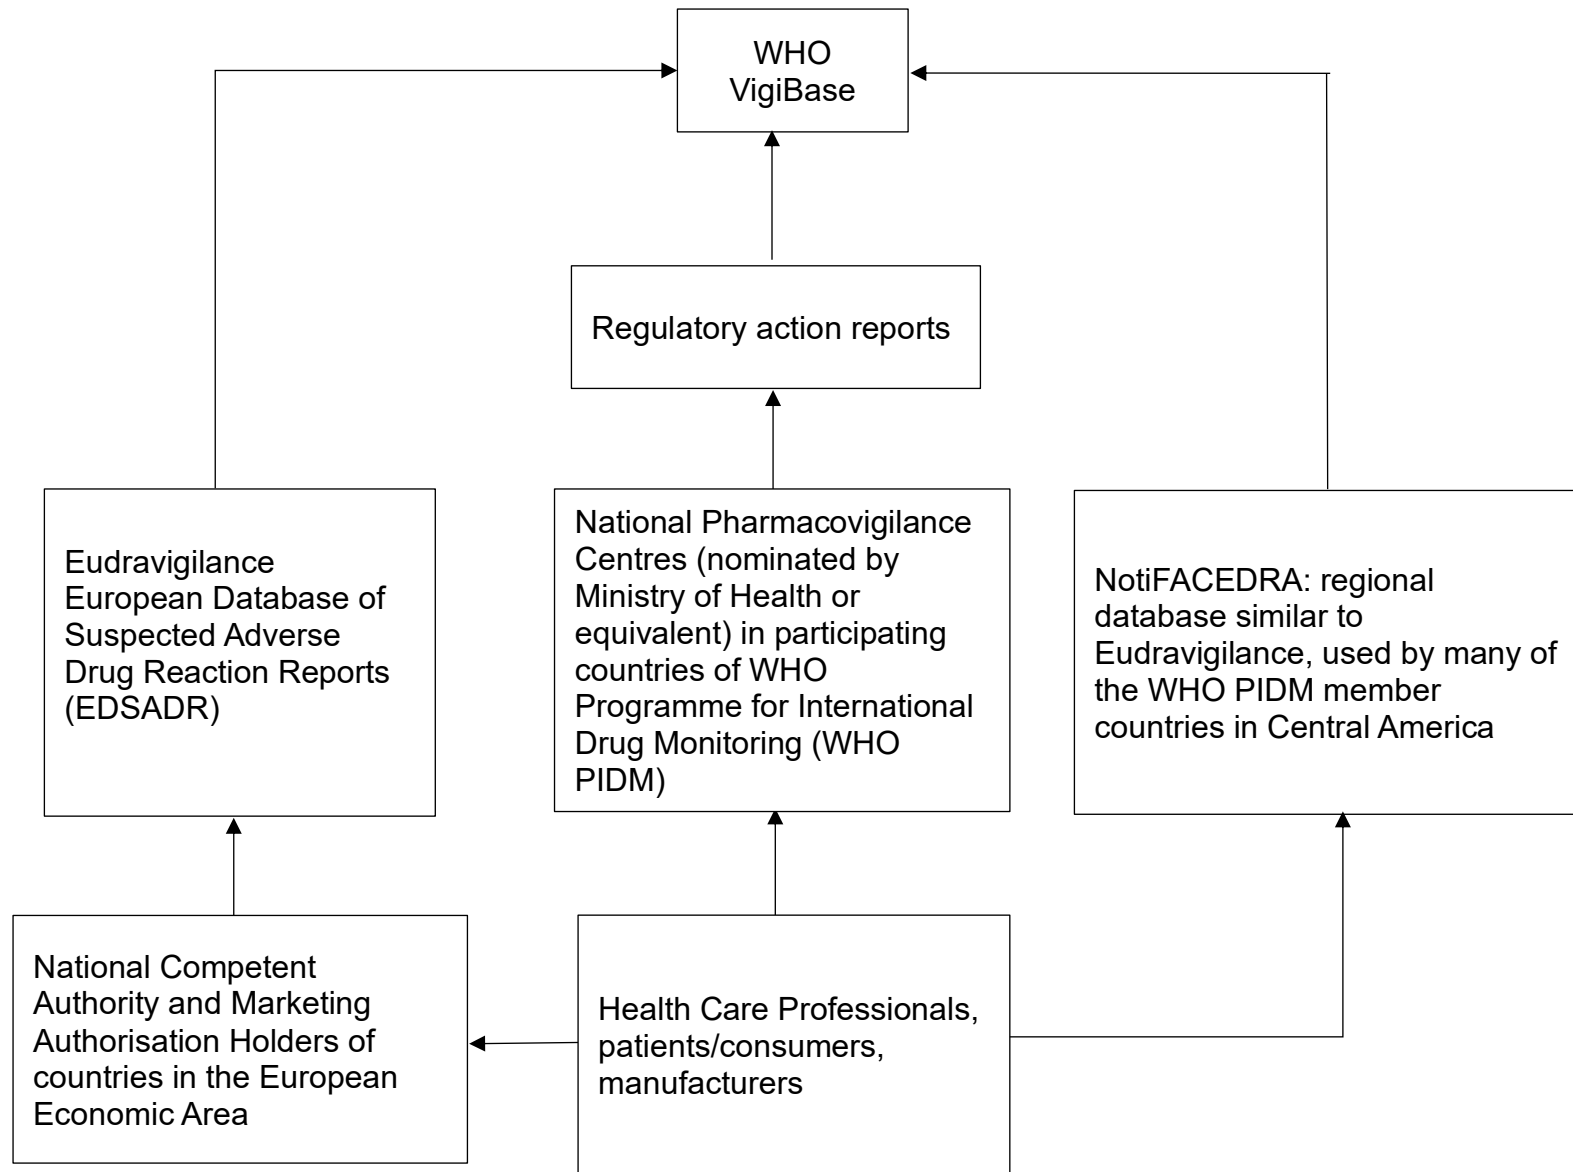 WHO
VigiBase
Regulatory action reports
Eudravigilance
European Database of
Suspected Adverse
Drug Reaction Reports
(EDSADR)
National Pharmacovigilance
Centres (nominated by
Ministry of Health or
equivalent) in participating
countries of WHO
Programme for International
Drug Monitoring (WHO
PIDM)
NotiFACEDRA: regional
database similar to
Eudravigilance, used by many of
the WHO PIDM member
countries in Central America
National Competent
Authority and Marketing
Authorisation Holders of
countries in the European
Economic Area
Health Care Professionals,
patients/consumers,
manufacturers